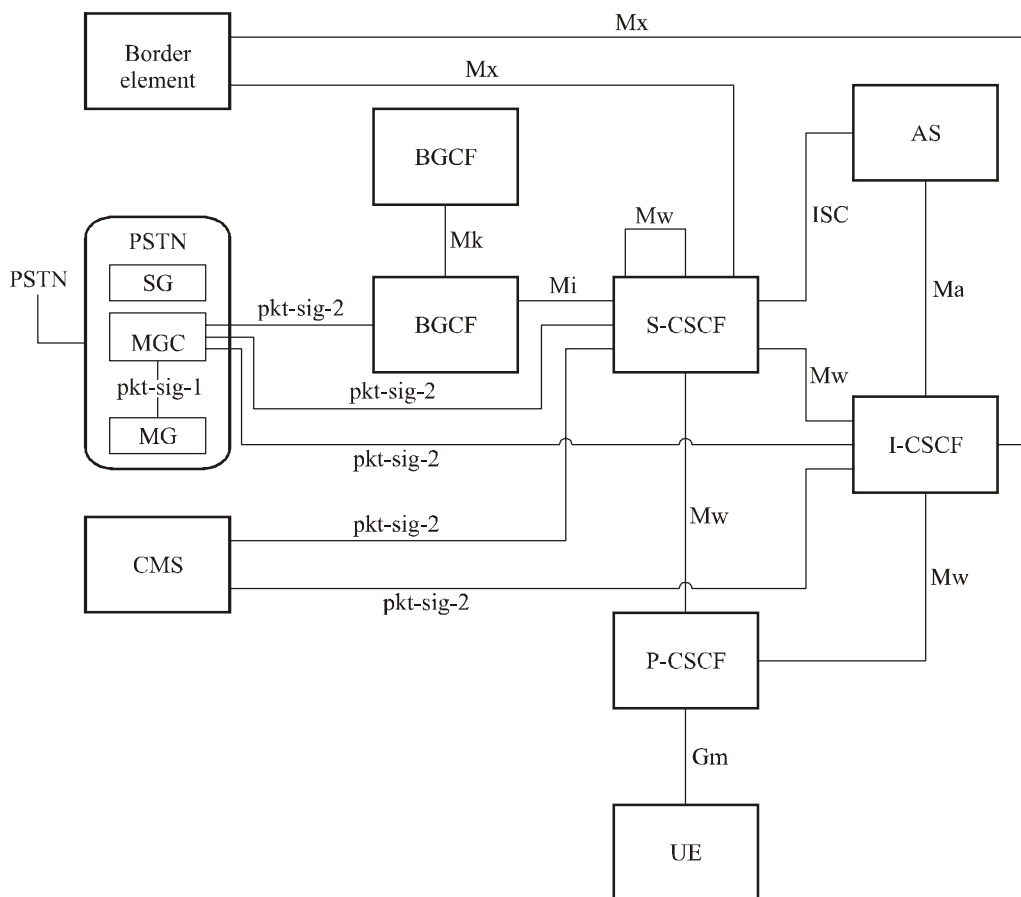 Mx
Border
element
Mx
AS
BGCF
ISC
Mw
PSTN
Mk
PSTN
SG
Mi
Ma
pkt-sig-2
BGCF
S-CSCF
MGC
Mw
pkt-sig-1
pkt-sig-2
MG
I-CSCF
pkt-sig-2
Mw
pkt-sig-2
CMS
Mw
pkt-sig-2
P-CSCF
Gm
UE